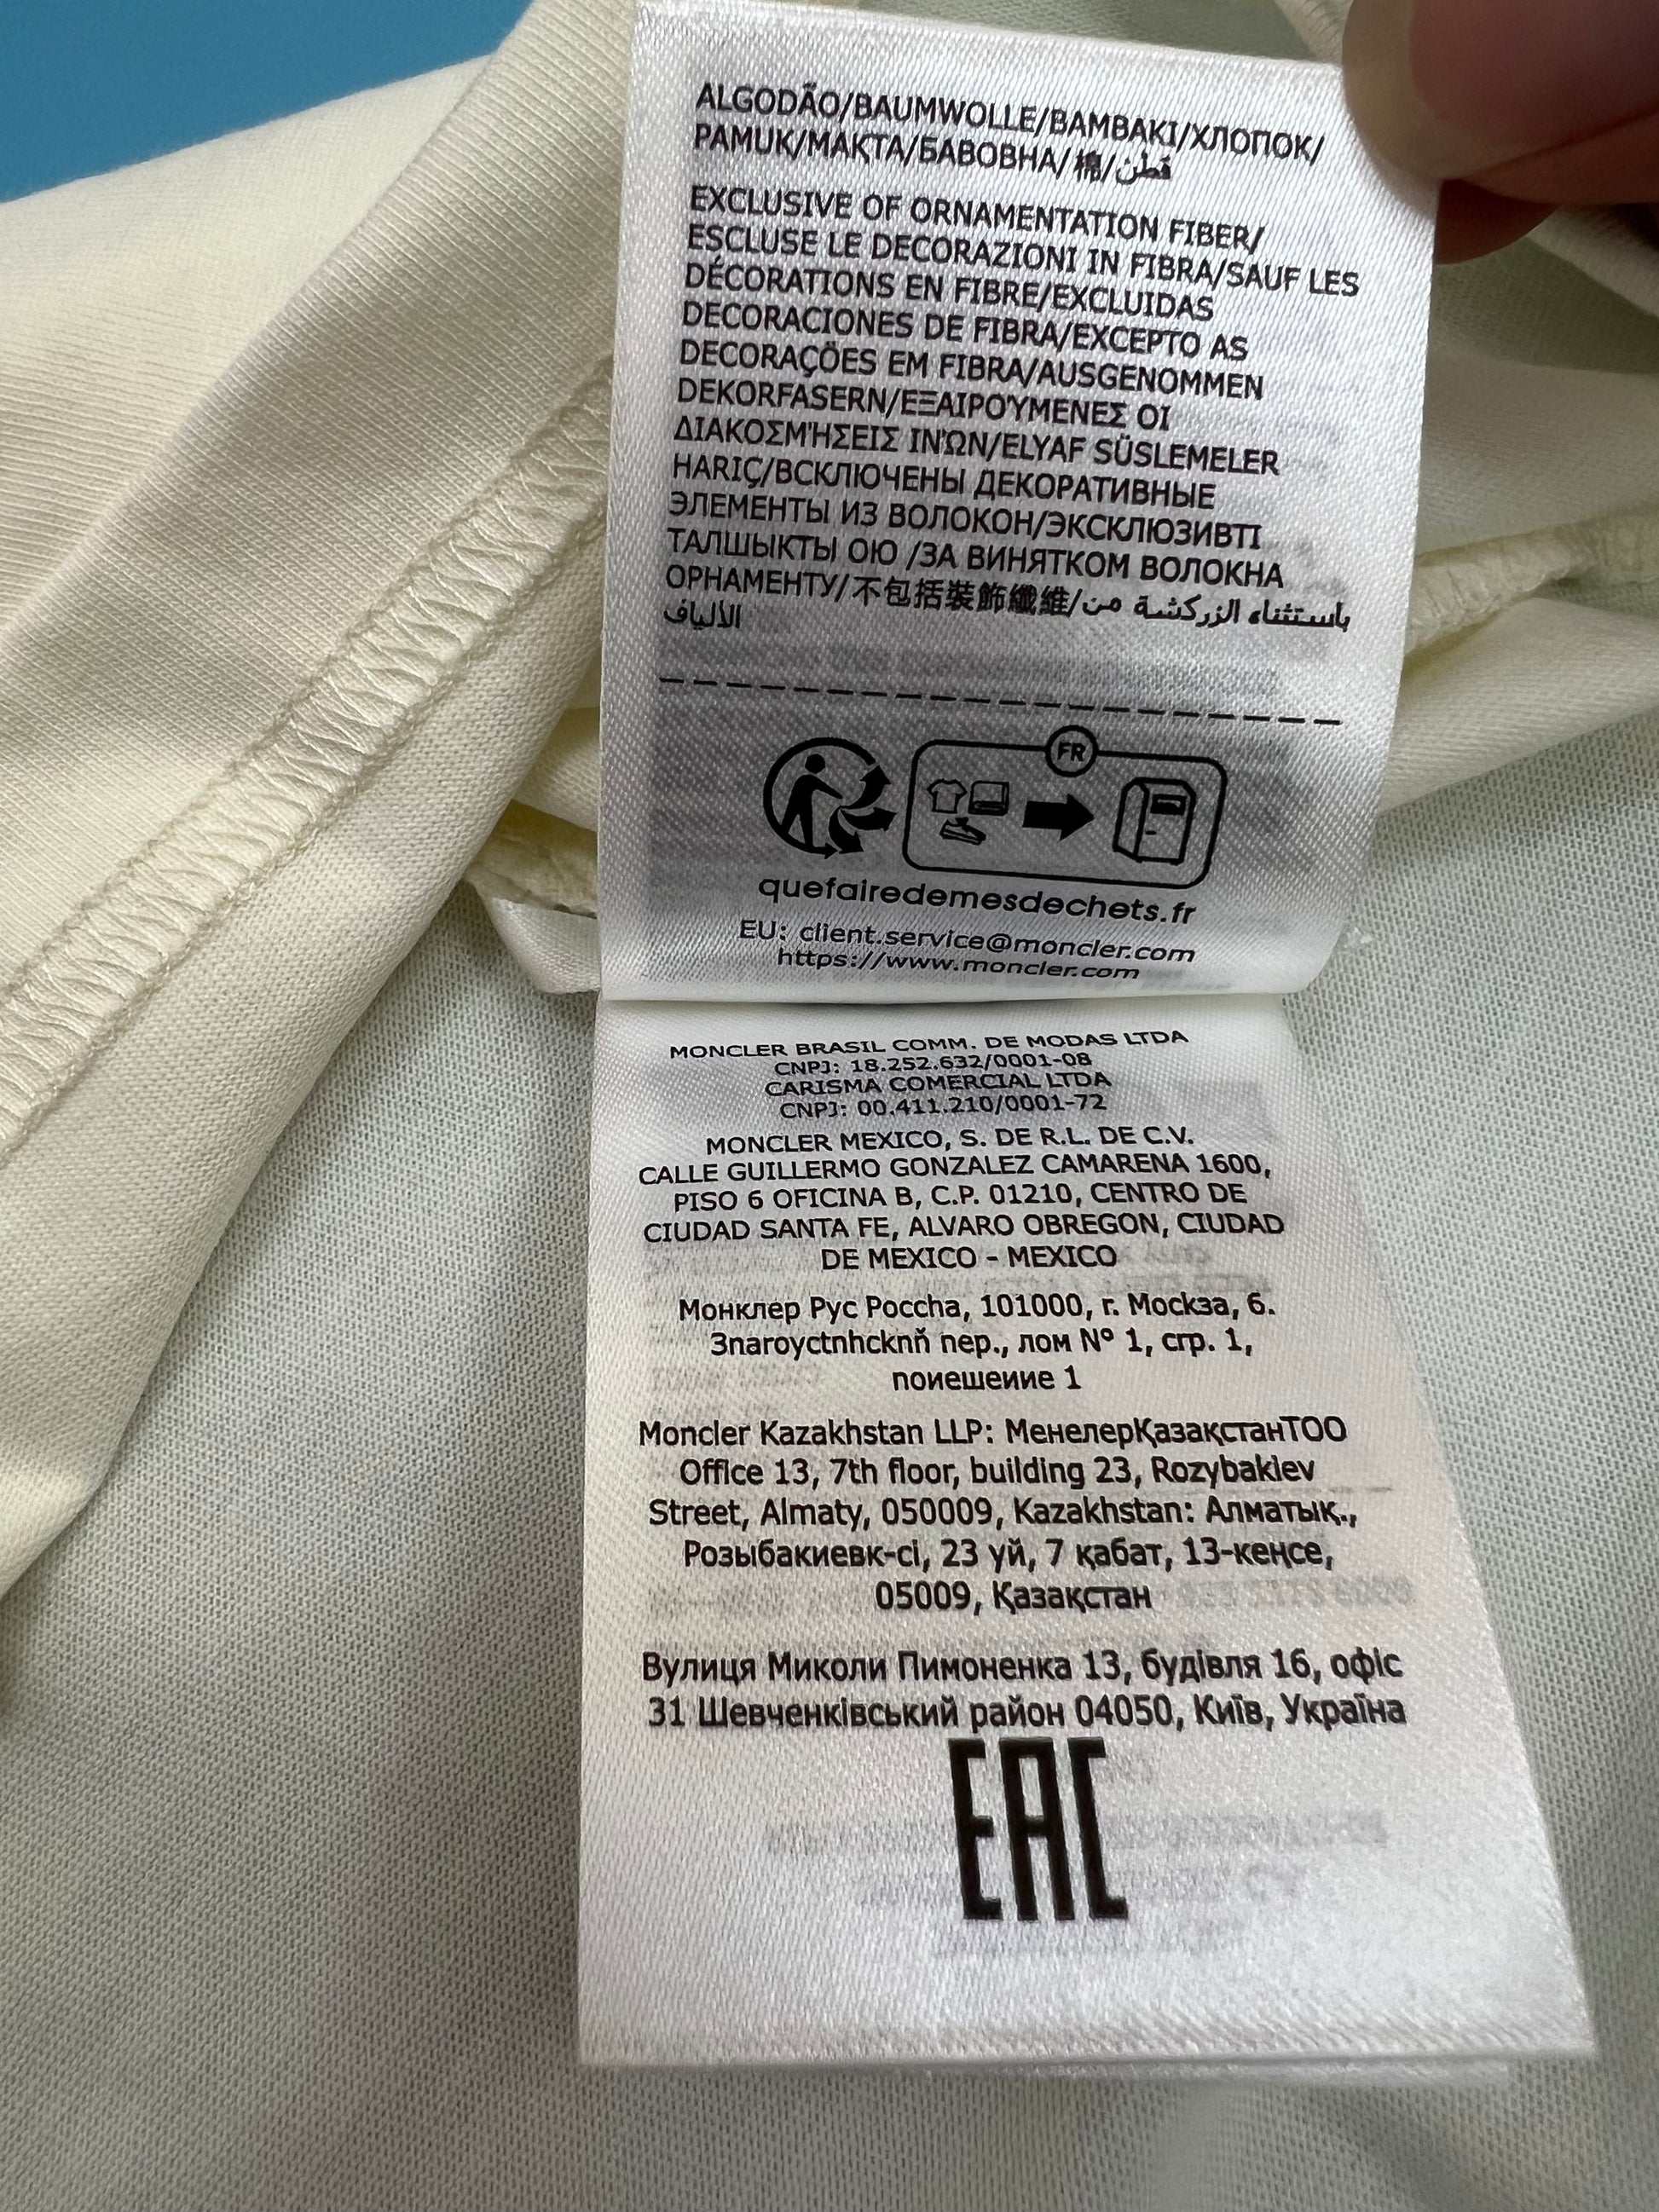 ALGODÃO/BAUMWOLLE/BAMBAKI/ХЛОПОК/
PAMUK/МАҚТА/БАВОВНА/棉/قطن
EXCLUSIVE OF ORNAMENTATION FIBER/
ESCLUSE LE DECORAZIONI IN FIBRA/SAUF LES
DÉCORATIONS EN FIBRE/EXCLUIDAS
DECORACIONES DE FIBRA/EXCEPTO AS
DECORAÇÕES EM FIBRA/AUSGENOMMEN
DEKORFASERN/ΕΞΑΙΡΟΎΜΕΝΕΣ ΟΙ
ΔΙΑΚΟΣΜΉΣΕΙΣ ΙΝΏΝ/ELYAF SÜSLEMELER
HARIÇ/ВСКЛЮЧЕНЫ ДЕКОРАТИВНЫЕ
ЭЛЕМЕНТЫ ИЗ ВОЛОКОН/ЭКСКЛЮЗИВТІ
ТАЛШЫКТЫ ОЮ /ЗА ВИНЯТКОМ ВОЛОКНА
ОРНАМЕНТУ/不包括裝飾纖維/باستثناء الزركشة من
الألياف
FR
quefairedemesdechets.fr
EU: client.service@moncler.com
https://www.moncler.com
MONCLER BRASIL COMM. DE MODAS LTDA
CNPJ: 18.252.632/0001-08
CARISMA COMERCIAL LTDA
CNPJ: 00.411.210/0001-72
MONCLER MEXICO, S. DE R.L. DE C.V.
CALLE GUILLERMO GONZALEZ CAMARENA 1600,
PISO 6 OFICINA B, C.P. 01210, CENTRO DE
CIUDAD SANTA FE, ALVARO OBREGON, CIUDAD
DE MEXICO - MEXICO
Монклер Рус Россha, 101000, г. Москза, б.
Знaroyctnhcknň nep., лом Nº 1, стр. 1,
поиешеиие 1
Moncler Kazakhstan LLP: МенелерҚазақстанТОО
Office 13, 7th floor, building 23, Rozybakiev
Street, Almaty, 050009, Kazakhstan: Алматық.,
Розыбакиевк-сі, 23 уй, 7 қабат, 13-кеңсе,
05009, Қазақстан
Вулиця Миколи Пимоненка 13, будівля 16, офіс
31 Шевченківський район 04050, Київ, Україна
EAC